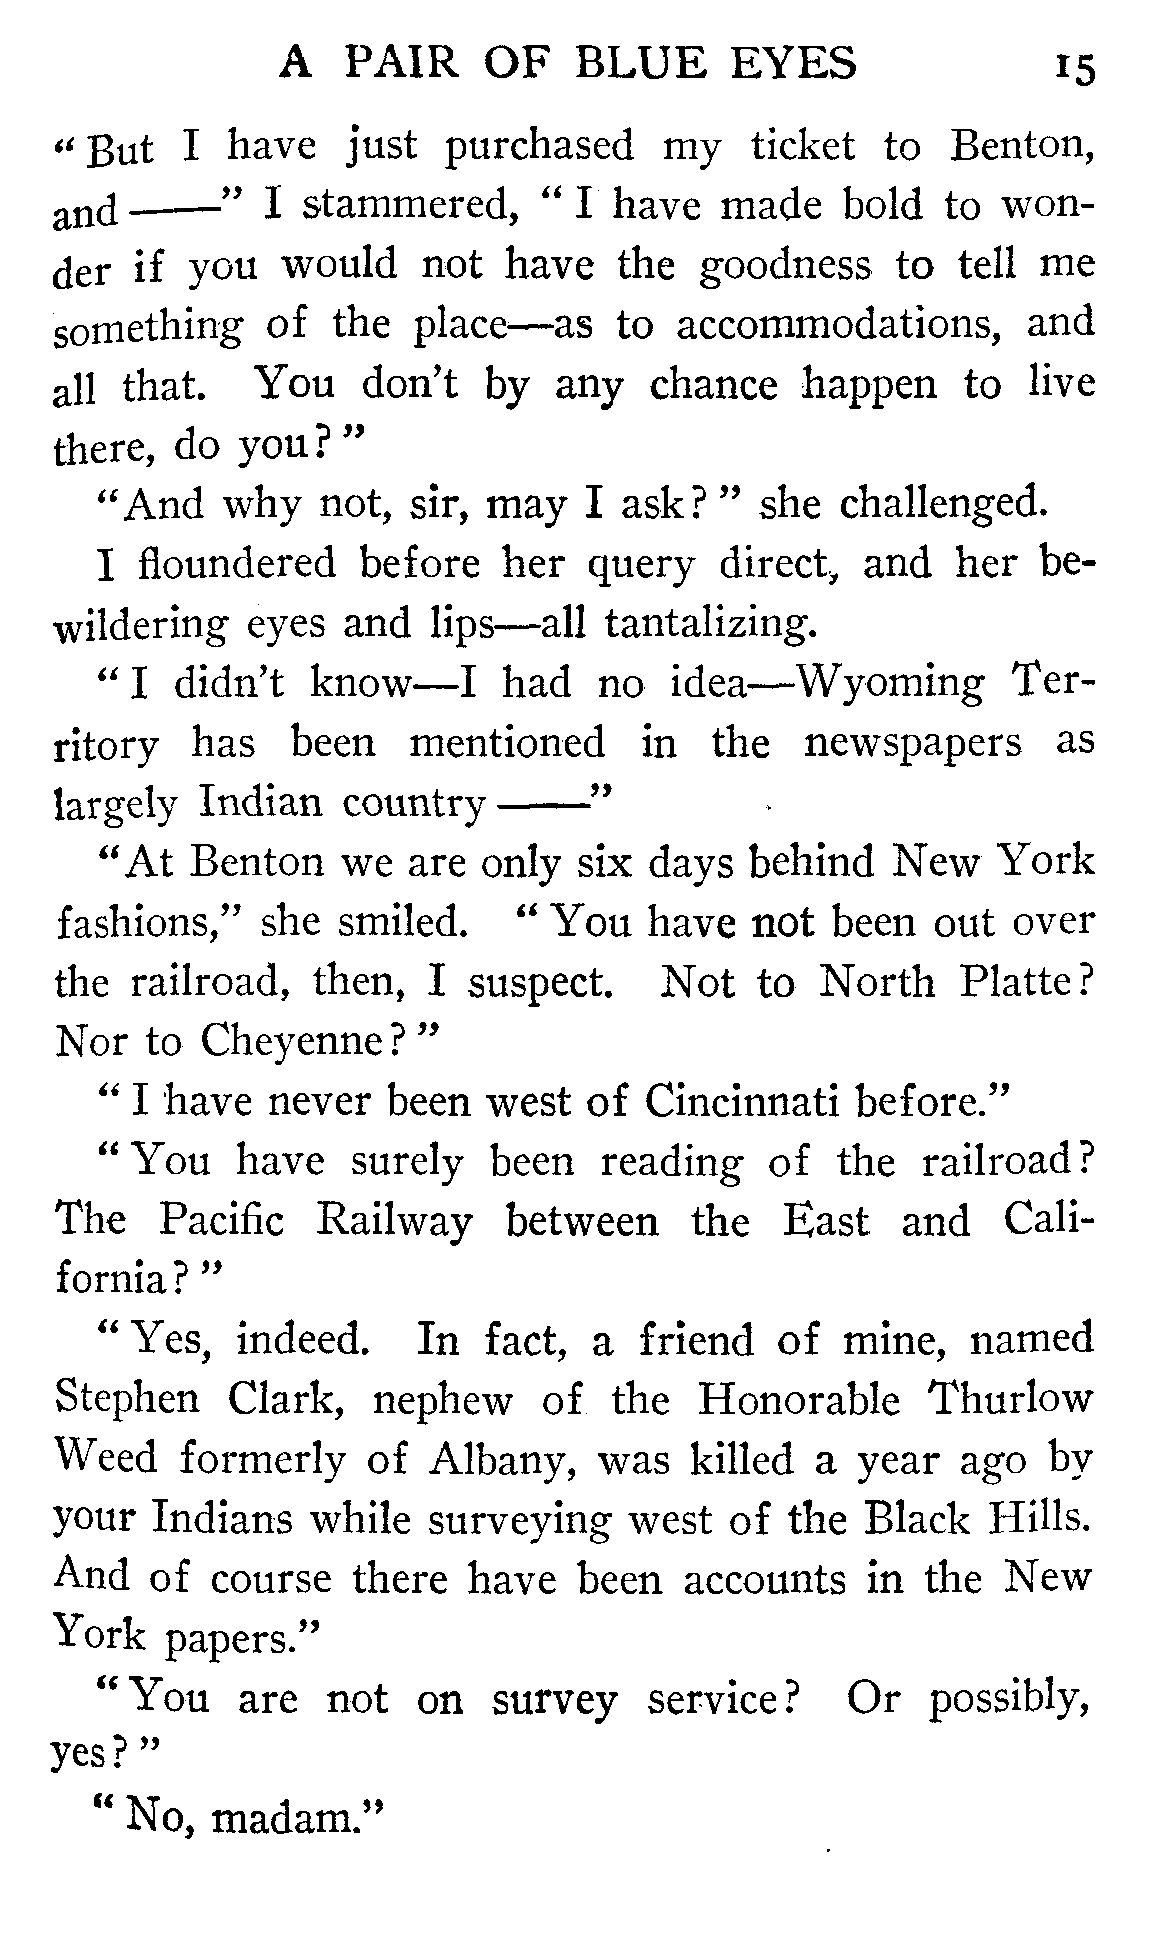 A PAIR OF BLUE EYES 15
"But I have just purchased my ticket to Benton,
and——" I stammered, "I have made bold to won-
der if you would not have the goodness to tell me
something of the place—as to accommodations, and
all that. You don't by any chance happen to live
there, do you?"
"And why not, sir, may I ask?" she challenged.
I floundered before her query direct, and her be-
wildering eyes and lips—all tantalizing.
"I didn't know—I had no idea—Wyoming Ter-
ritory has been mentioned in the newspapers as
largely Indian country——"
"At Benton we are only six days behind New York
fashions," she smiled. "You have not been out over
the railroad, then, I suspect. Not to North Platte?
Nor to Cheyenne?"
"I have never been west of Cincinnati before."
"You have surely been reading of the railroad?
The Pacific Railway between the East and Cali-
fornia?"
"Yes, indeed. In fact, a friend of mine, named
Stephen Clark, nephew of the Honorable Thurlow
Weed formerly of Albany, was killed a year ago by
your Indians while surveying west of the Black Hills.
And of course there have been accounts in the New
York papers."
"You are not on survey service? Or possibly,
yes?"
"No, madam."